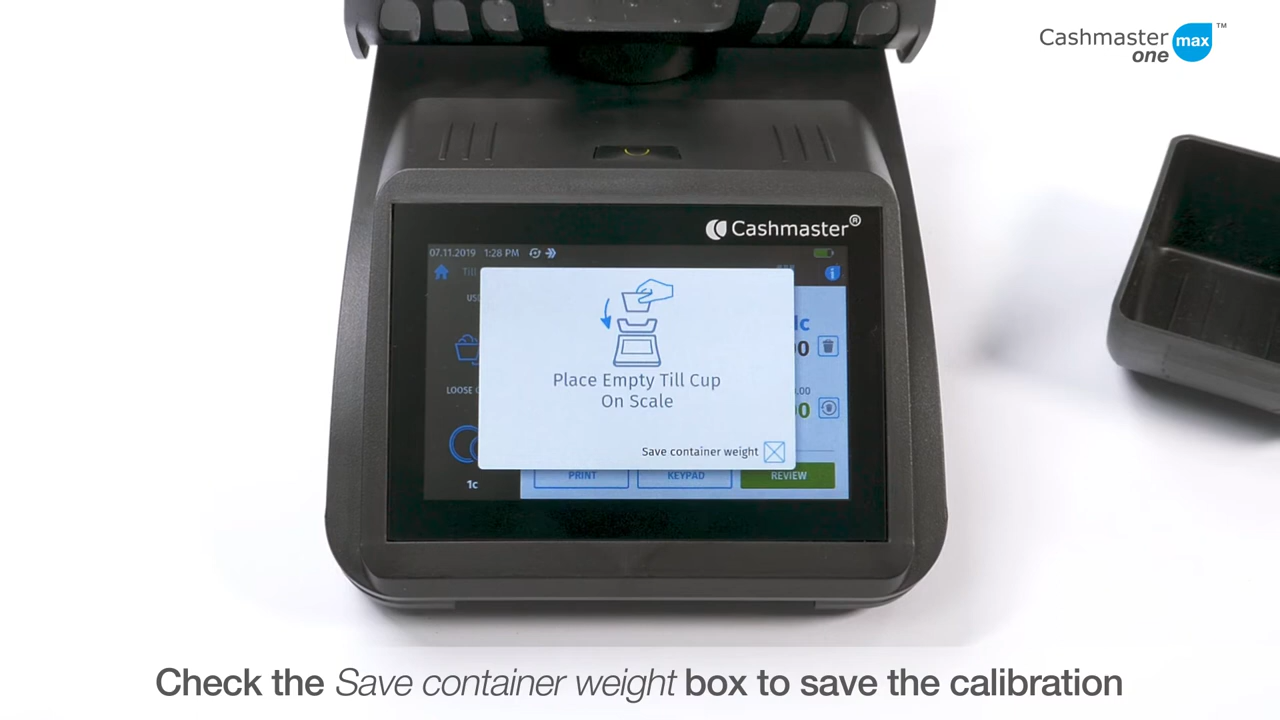 Cashmaster
one max ™
Cashmaster®
07.11.2019 1:28 PM
Till
i
Place Empty Till Cup
On Scale
LOOSE
Save container weight
1c
PRINT
KEYPAD
REVIEW
Check the Save container weight box to save the calibration